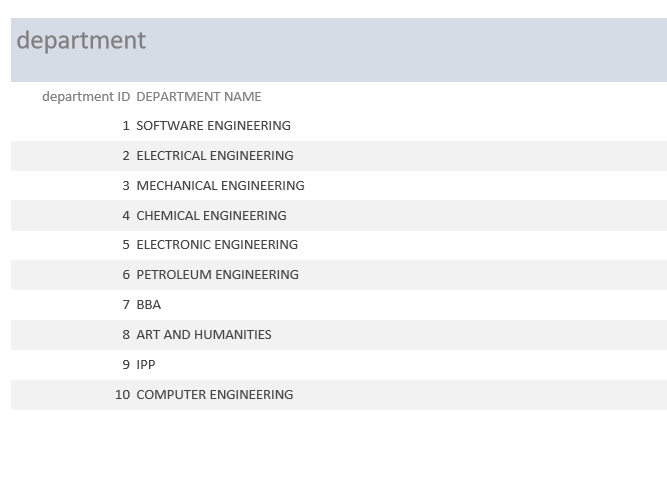 department
department ID DEPARTMENT NAME
1 SOFTWARE ENGINEERING
2 ELECTRICAL ENGINEERING
3 MECHANICAL ENGINEERING
4 CHEMICAL ENGINEERING
5 ELECTRONIC ENGINEERING
6 PETROLEUM ENGINEERING
7 BBA
8 ART AND HUMANITIES
9 IPP
10 COMPUTER ENGINEERING